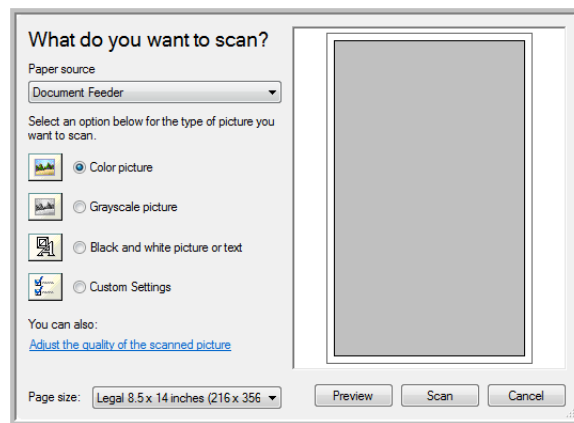 What do you want to scan?
Paper source
Document Feeder
Select an option below for the type of picture you
want to scan.
Color picture
Grayscale picture
Black and white picture or text
Custom Settings
You can also:
Adjust the quality of the scanned picture
Page size: Legal 8.5 x 14 inches (216 x 356
Preview Scan Cancel